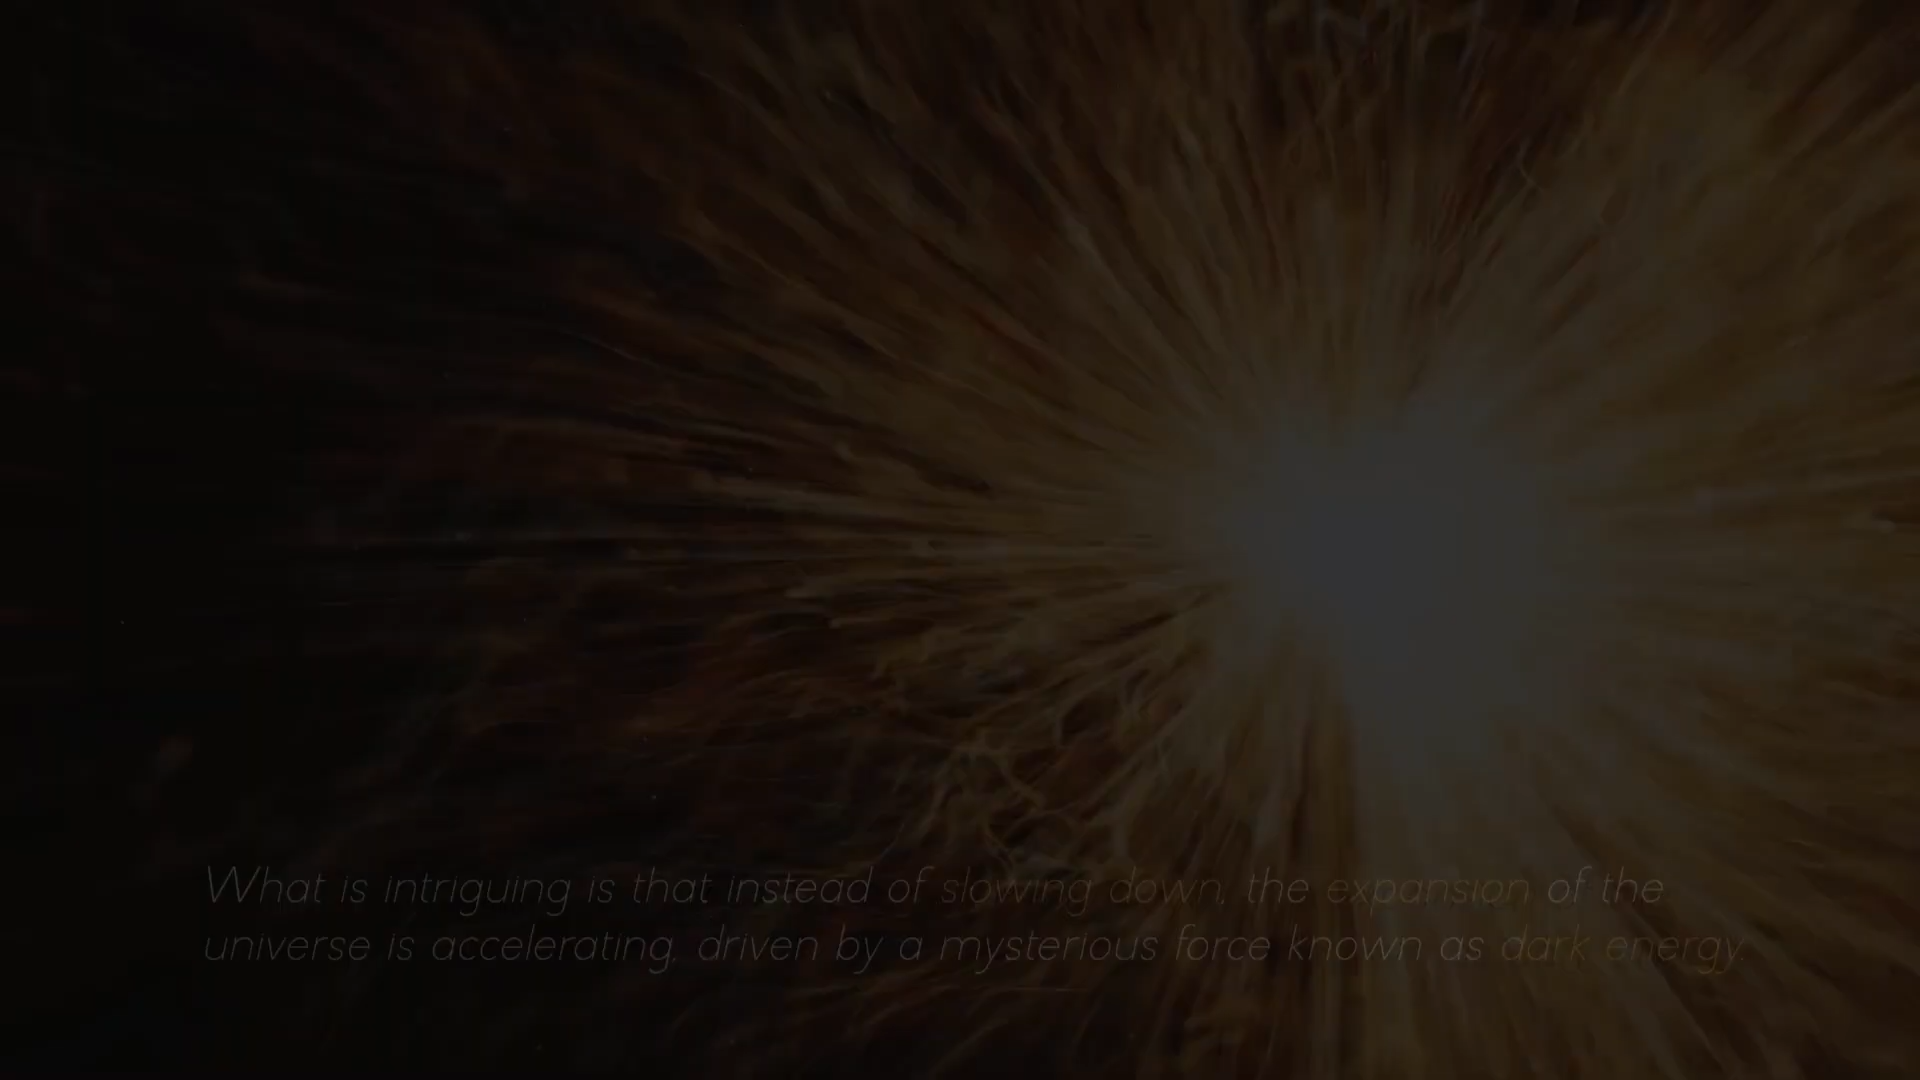 What is intriguing is that instead of slowing down, the expansion of the
universe is accelerating, driven by a mysterious force known as dark energy.